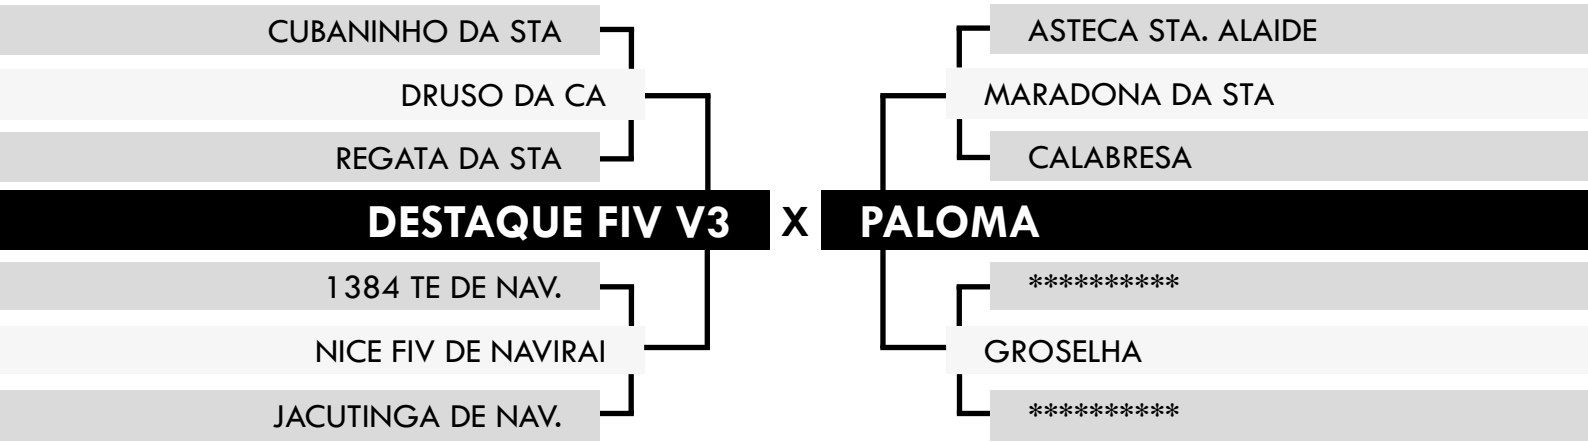 CUBANINHO DA STA
ASTECA STA. ALAIDE
DRUSO DA CA
MARADONA DA STA
REGATA DA STA
CALABRESA
DESTAQUE FIV V3 X PALOMA
1384 TE DE NAV.
**********
NICE FIV DE NAVIRAI
GROSELHA
JACUTINGA DE NAV.
**********